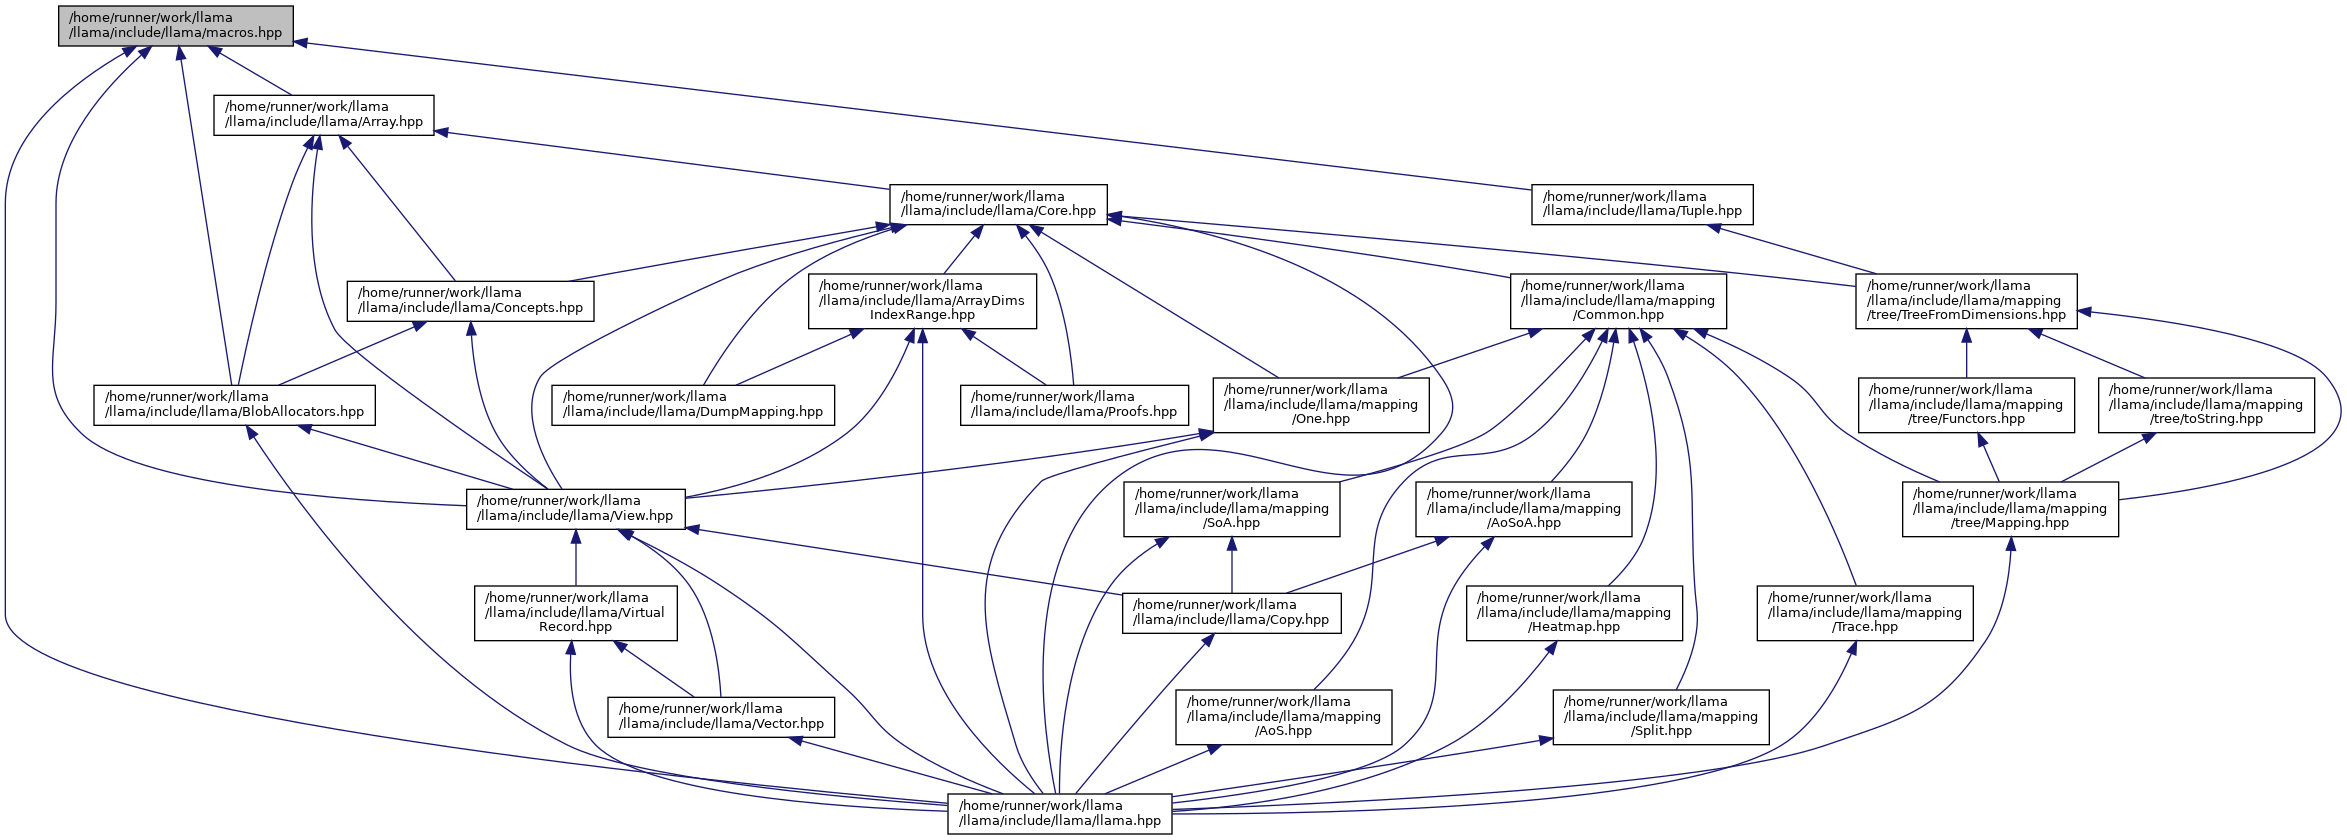 /home/runner/work/llama
/llama/include/llama/macros.hpp
/home/runner/work/llama
/llama/include/llama/Array.hpp
/home/runner/work/llama
/llama/include/llama/Core.hpp
/home/runner/work/llama
/llama/include/llama/Tuple.hpp
/home/runner/work/llama
/llama/include/llama/Concepts.hpp
/home/runner/work/llama
/llama/include/llama/ArrayDims
IndexRange.hpp
/home/runner/work/llama
/llama/include/llama/mapping
/Common.hpp
/home/runner/work/llama
/llama/include/llama/mapping
/tree/TreeFromDimensions.hpp
/home/runner/work/llama
/llama/include/llama/BlobAllocators.hpp
/home/runner/work/llama
/llama/include/llama/DumpMapping.hpp
/home/runner/work/llama
/llama/include/llama/Proofs.hpp
/home/runner/work/llama
/llama/include/llama/mapping
/One.hpp
/home/runner/work/llama
/llama/include/llama/mapping
/tree/Functors.hpp
/home/runner/work/llama
/llama/include/llama/mapping
/tree/toString.hpp
/home/runner/work/llama
/llama/include/llama/View.hpp
/home/runner/work/llama
/llama/include/llama/mapping
/SoA.hpp
/home/runner/work/llama
/llama/include/llama/mapping
/AoSoA.hpp
/home/runner/work/llama
/llama/include/llama/mapping
/tree/Mapping.hpp
/home/runner/work/llama
/llama/include/llama/Virtual
Record.hpp
/home/runner/work/llama
/llama/include/llama/Copy.hpp
/home/runner/work/llama
/llama/include/llama/mapping
/Heatmap.hpp
/home/runner/work/llama
/llama/include/llama/mapping
/Trace.hpp
/home/runner/work/llama
/llama/include/llama/Vector.hpp
/home/runner/work/llama
/llama/include/llama/mapping
/AoS.hpp
/home/runner/work/llama
/llama/include/llama/mapping
/Split.hpp
/home/runner/work/llama
/llama/include/llama/llama.hpp